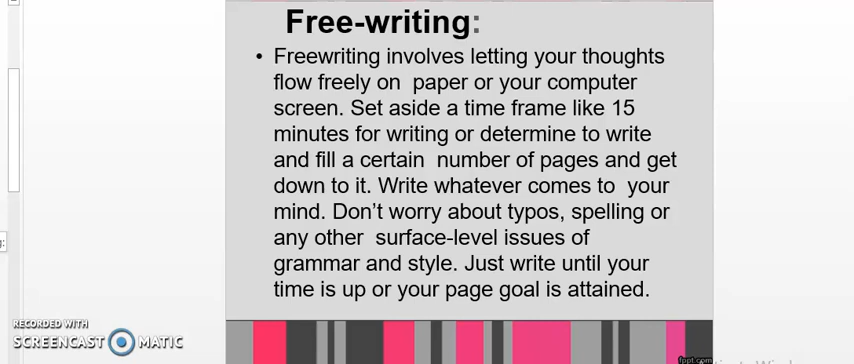 Free-writing:
• Freewriting involves letting your thoughts
flow freely on paper or your computer
screen. Set aside a time frame like 15
minutes for writing or determine to write
and fill a certain number of pages and get
down to it. Write whatever comes to your
mind. Don’t worry about typos, spelling or
any other surface-level issues of
grammar and style. Just write until your
time is up or your page goal is attained.
RECORDED WITH
SCREENCAST MATIC
fppt.com